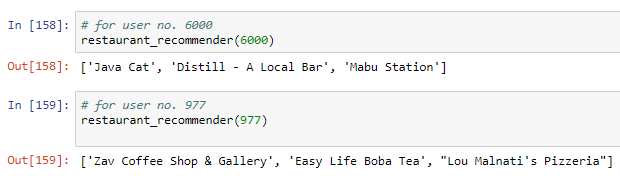 In [158]: # for user no. 6000
restaurant_recommender(6000)
Out[158]: ['Java Cat', 'Distill - A Local Bar', 'Mabu Station']
In [159]: # for user no. 977
restaurant_recommender(977)
Out[159]: ['Zav Coffee Shop & Gallery', 'Easy Life Boba Tea', "Lou Malnati's Pizzeria"]